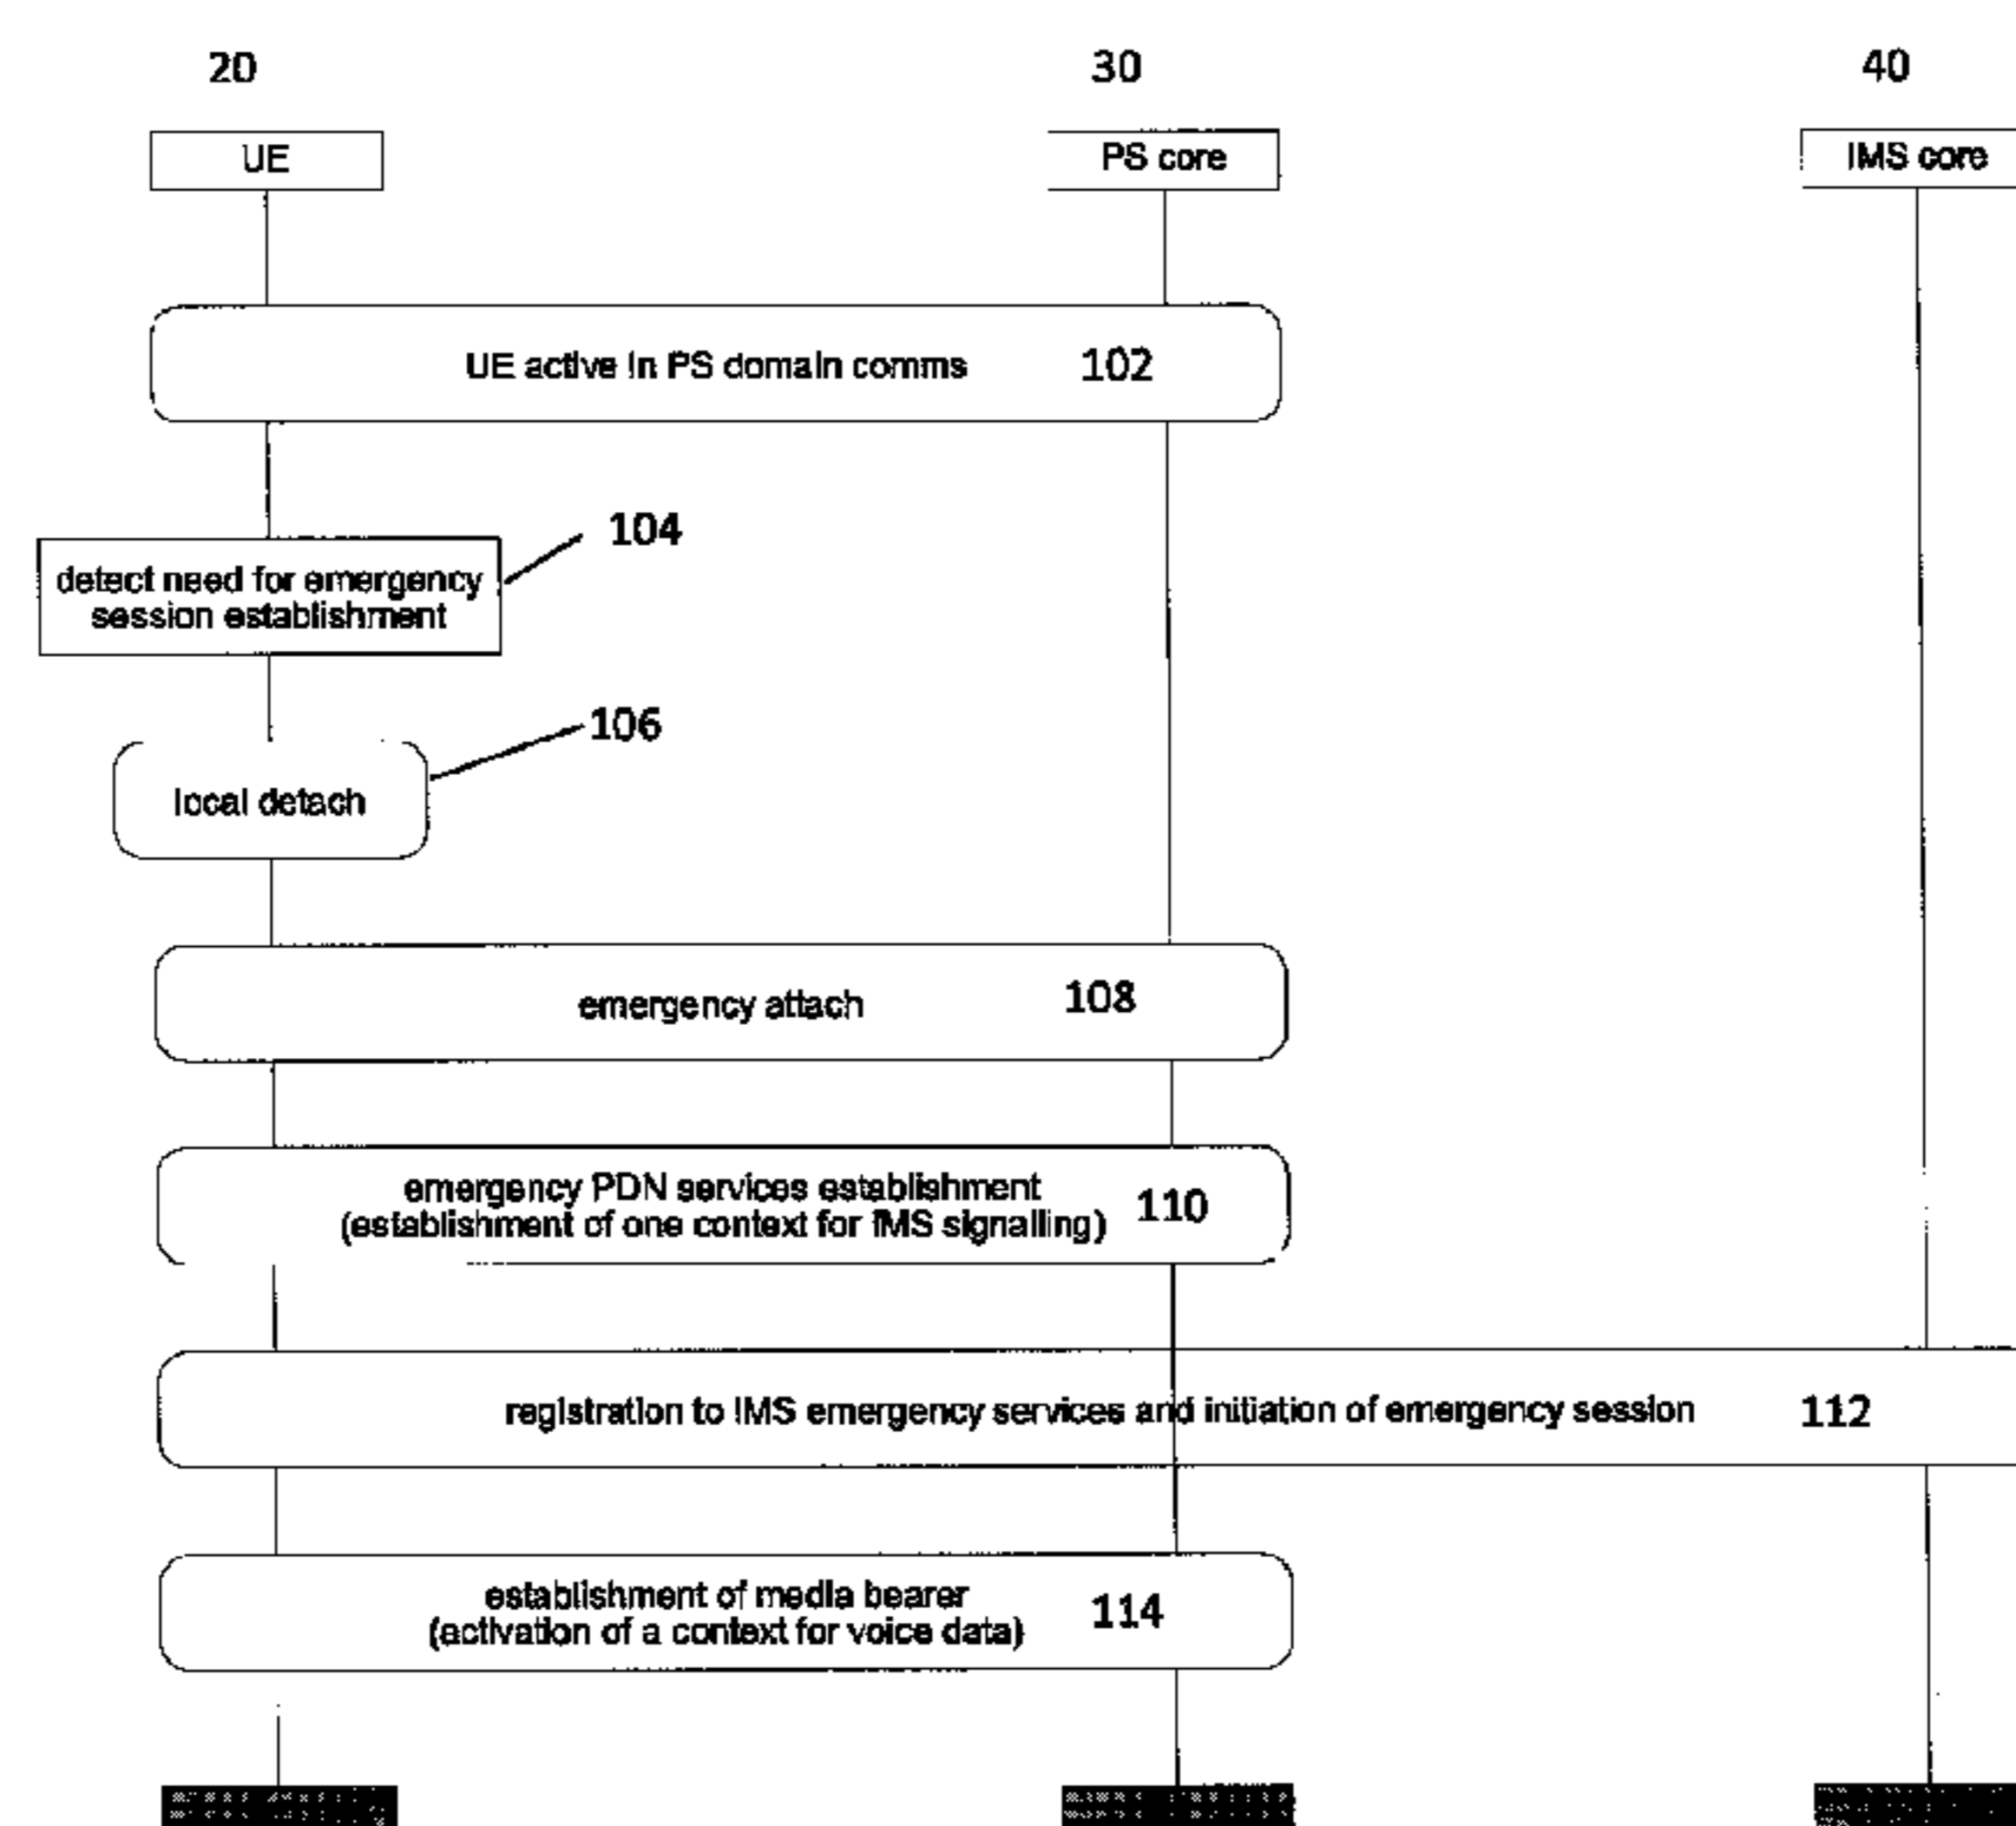 20
30
40
UE
PS core
IMS core
UE active in PS domain comms
102
104
detect need for emergency
session establishment
106
local detach
emergency attach
108
emergency PDN services establishment
(establishment of one context for IMS signalling)
110
registration to IMS emergency services and initiation of emergency session
112
establishment of media bearer
(activation of a context for voice data)
114